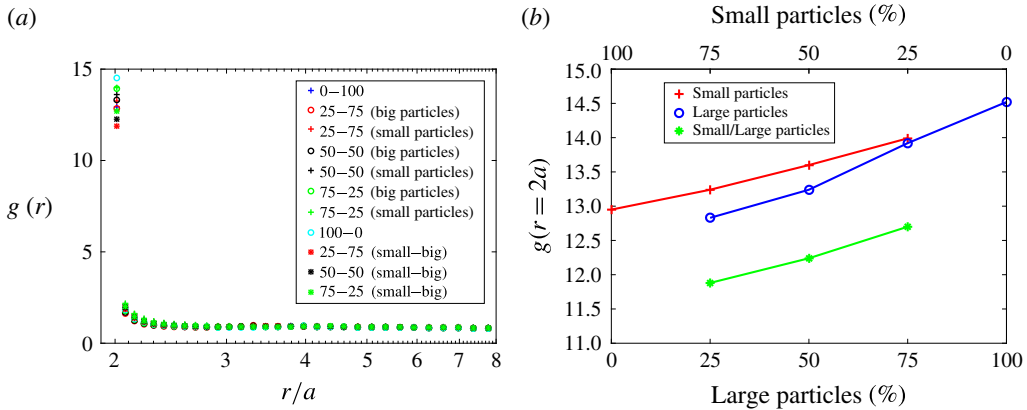 (a)
15
10
5
0
g (r)
2
3
4
5
6
7
8
r/a
0–100
25–75 (big particles)
25–75 (small particles)
50–50 (big particles)
50–50 (small particles)
75–25 (big particles)
75–25 (small particles)
100–0
25–75 (small–big)
50–50 (small–big)
75–25 (small–big)
(b)
Small particles (%)
100 75 50 25 0
15.0
14.5
14.0
13.5
13.0
12.5
12.0
11.5
11.0
g(r = 2a)
Small particles
Large particles
Small/Large particles
0 25 50 75 100
Large particles (%)